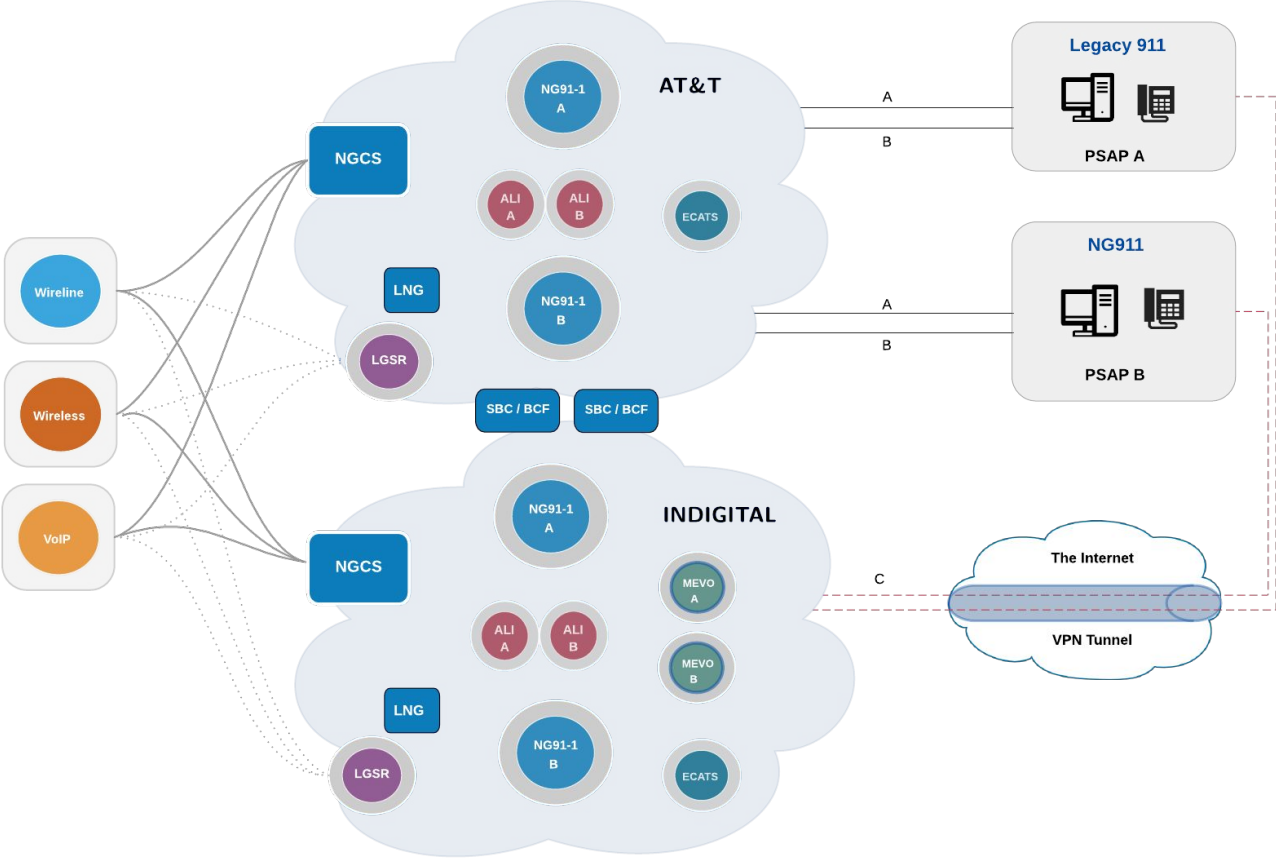 AT&T
NG91-1
A
NGCS
ALI
A
ALI
B
ECATS
LNG
NG91-1
B
LGSR
Wireline
Wireless
VoIP
SBC / BCF
SBC / BCF
A
B
Legacy 911
PSAP A
A
B
NG911
PSAP B
INDIGITAL
NG91-1
A
NGCS
MEVO
A
ALI
A
ALI
B
MEVO
B
LNG
NG91-1
B
LGSR
ECATS
C
The Internet
VPN Tunnel